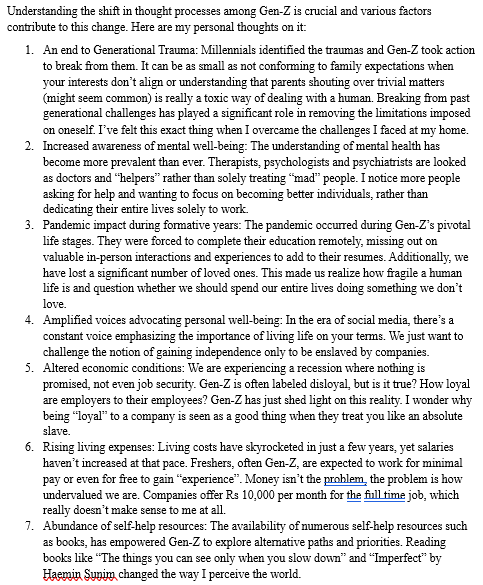 Understanding the shift in thought processes among Gen-Z is crucial and various factors
contribute to this change. Here are my personal thoughts on it:
1. An end to Generational Trauma: Millennials identified the traumas and Gen-Z took action
to break from them. It can be as small as not conforming to family expectations when
your interests don't align or understanding that parents shouting over trivial matters
(might seem common) is really a toxic way of dealing with a human. Breaking from past
generational challenges has played a significant role in removing the limitations imposed
on oneself. I've felt this exact thing when I overcame the challenges I faced at my home.
2. Increased awareness of mental well-being: The understanding of mental health has
become more prevalent than ever. Therapists, psychologists and psychiatrists are looked
as doctors and "helpers" rather than solely treating "mad" people. I notice more people
asking for help and wanting to focus on becoming better individuals, rather than
dedicating their entire lives solely to work.
3. Pandemic impact during formative years: The pandemic occurred during Gen-Z's pivotal
life stages. They were forced to complete their education remotely, missing out on
valuable in-person interactions and experiences to add to their resumes. Additionally, we
have lost a significant number of loved ones. This made us realize how fragile a human
life is and question whether we should spend our entire lives doing something we don't
love.
4. Amplified voices advocating personal well-being: In the era of social media, there's a
constant voice emphasizing the importance of living life on your terms. We just want to
challenge the notion of gaining independence only to be enslaved by companies.
5. Altered economic conditions: We are experiencing a recession where nothing is
promised, not even job security. Gen-Z is often labeled disloyal, but is it true? How loyal
are employers to their employees? Gen-Z has just shed light on this reality. I wonder why
being "loyal" to a company is seen as a good thing when they treat you like an absolute
slave.
6. Rising living expenses: Living costs have skyrocketed in just a few years, yet salaries
haven't increased at that pace. Freshers, often Gen-Z, are expected to work for minimal
pay or even for free to gain "experience". Money isn't the problem, the problem is how
undervalued we are. Companies offer Rs 10,000 per month for the full.time job, which
really doesn't make sense to me at all.
7. Abundance of self-help resources: The availability of numerous self-help resources such
as books, has empowered Gen-Z to explore alternative paths and priorities. Reading
books like "The things you can see only when you slow down" and "Imperfect" by
Haemin Sunim changed the way I perceive the world.